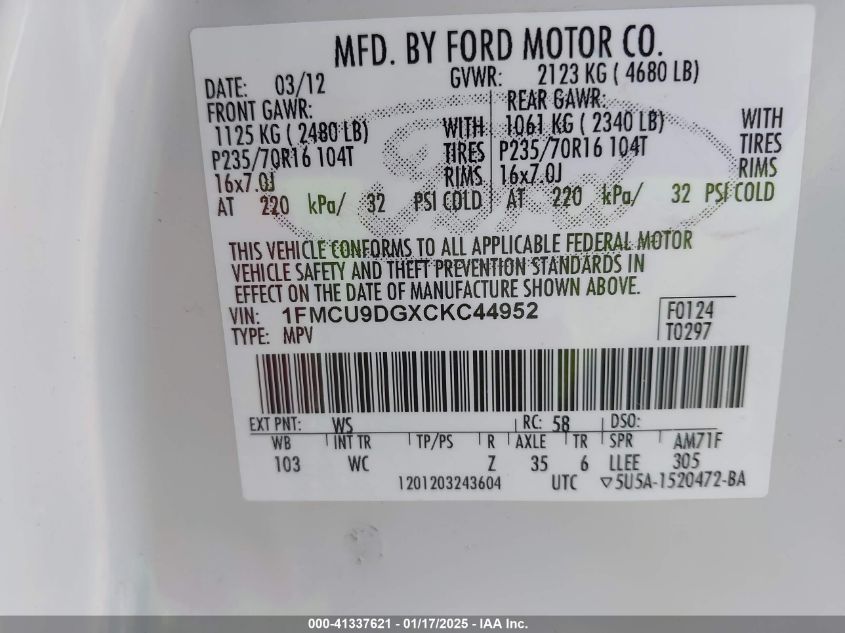 MFD. BY FORD MOTOR CO.
DATE: 03/12 GVWR: 2123 KG ( 4680 LB)
FRONT GAWR: REAR GAWR:
1125 KG ( 2480 LB) WITH 1061 KG ( 2340 LB) WITH
P235/70R16 104T TIRES P235/70R16 104T TIRES
16x7.0J RIMS 16x7.0J RIMS
AT 220 kPa/ 32 PSI COLD AT 220 kPa/ 32 PSI COLD
THIS VEHICLE CONFORMS TO ALL APPLICABLE FEDERAL MOTOR
VEHICLE SAFETY AND THEFT PREVENTION STANDARDS IN
EFFECT ON THE DATE OF MANUFACTURE SHOWN ABOVE.
VIN: 1FMCU9DGXCKC44952 F0124
TYPE: MPV T0297
EXT PNT: WS RC: 58 DSO:
WB INT TR TP/PS R AXLE TR SPR AM71F
103 WC Z 35 6 LLEE 305
1201203243604 UTC ▽5U5A-1520472-BA
000-41337621 - 01/17/2025 - IAA Inc.